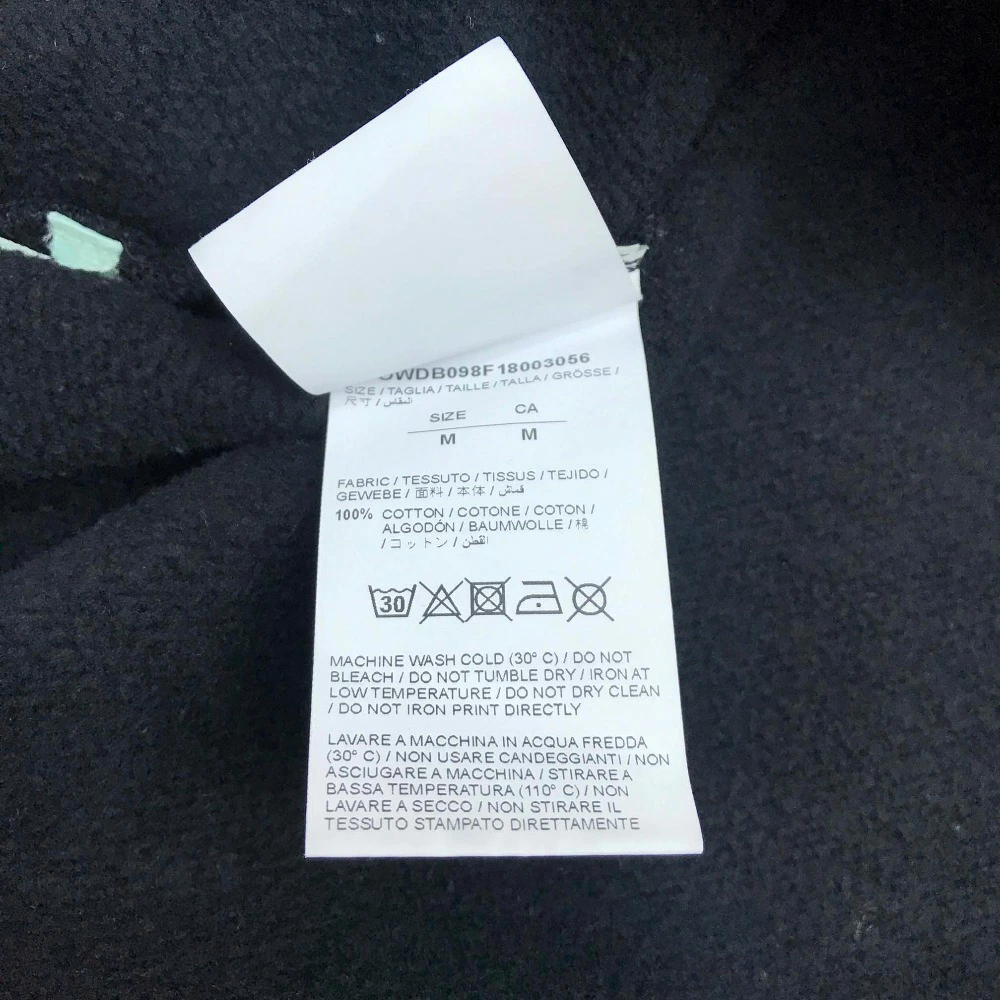 OWDB098F18003056
SIZE / TAGLIA / TAILLE / TALLA / GRÖSSE /
尺寸 / المقاس
SIZE CA
M M
FABRIC / TESSUTO / TISSUS / TEJIDO /
GEWEBE / 面料 / 本体 / قماش
100% COTTON / COTONE / COTON /
ALGODÓN / BAUMWOLLE / 棉
/ コットン / القطن
30
MACHINE WASH COLD (30° C) / DO NOT
BLEACH / DO NOT TUMBLE DRY / IRON AT
LOW TEMPERATURE / DO NOT DRY CLEAN
/ DO NOT IRON PRINT DIRECTLY
LAVARE A MACCHINA IN ACQUA FREDDA
(30° C) / NON USARE CANDEGGIANTI / NON
ASCIUGARE A MACCHINA / STIRARE A
BASSA TEMPERATURA (110° C) / NON
LAVARE A SECCO / NON STIRARE IL
TESSUTO STAMPATO DIRETTAMENTE